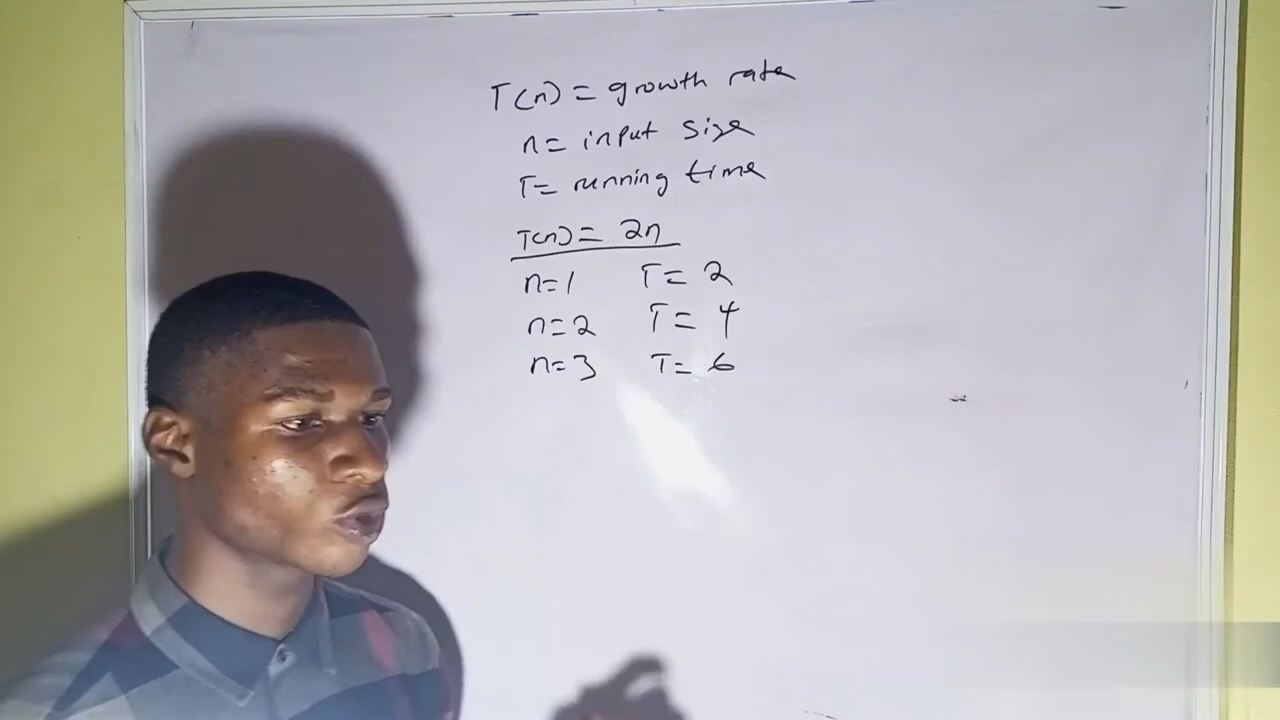 T(n) = growth rate
n = input size
T = running time
T(n) = 2n
n=1 T= 2
n=2 T= 4
n=3 T= 6